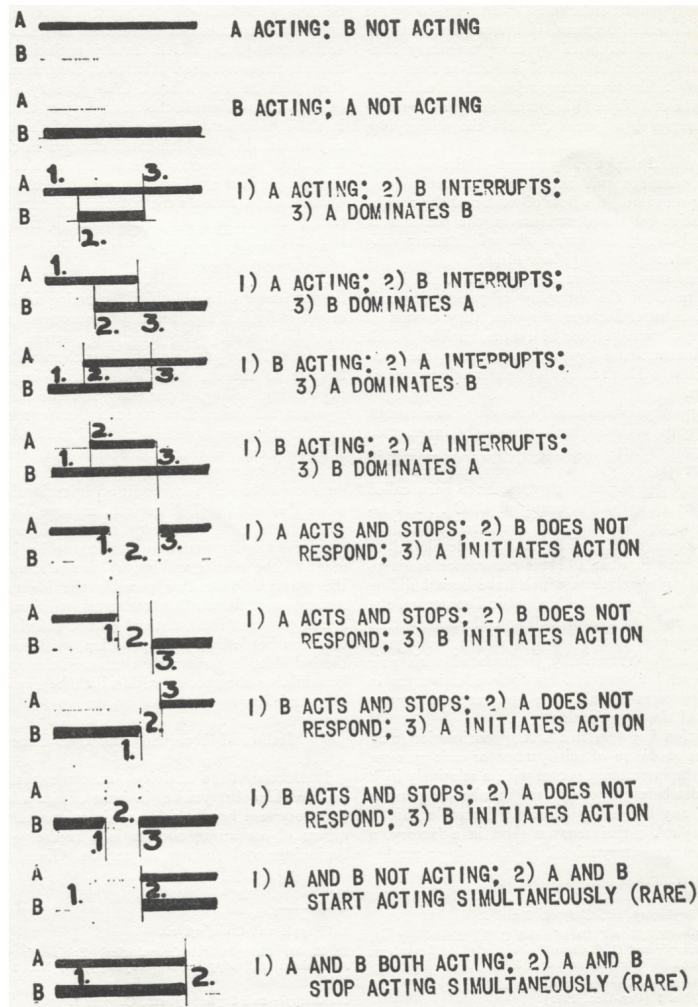 A
A ACTING; B NOT ACTING
B
A
B ACTING; A NOT ACTING
B
A 1. 3.
1) A ACTING; 2) B INTERRUPTS;
B 3) A DOMINATES B
2.
A 1.
1) A ACTING; 2) B INTERRUPTS;
B 3) B DOMINATES A
2. 3.
A
1) B ACTING; 2) A INTERRUPTS;
B 1. 2. 3.
3) A DOMINATES B
A 2.
1) B ACTING; 2) A INTERRUPTS;
B 1. 3.
3) B DOMINATES A
A 1. 2. 3.
1) A ACTS AND STOPS; 2) B DOES NOT
B RESPOND; 3) A INITIATES ACTION
A
1) A ACTS AND STOPS; 2) B DOES NOT
1. 2.
B RESPOND; 3) B INITIATES ACTION
3.
A 3
1) B ACTS AND STOPS; 2) A DOES NOT
2.
B RESPOND; 3) A INITIATES ACTION
1.
A
1) B ACTS AND STOPS; 2) A DOES NOT
2.
B RESPOND; 3) B INITIATES ACTION
1 3
A
1) A AND B NOT ACTING; 2) A AND B
1. 2.
B START ACTING SIMULTANEOUSLY (RARE)
A
1) A AND B BOTH ACTING; 2) A AND B
1. 2.
B STOP ACTING SIMULTANEOUSLY (RARE)